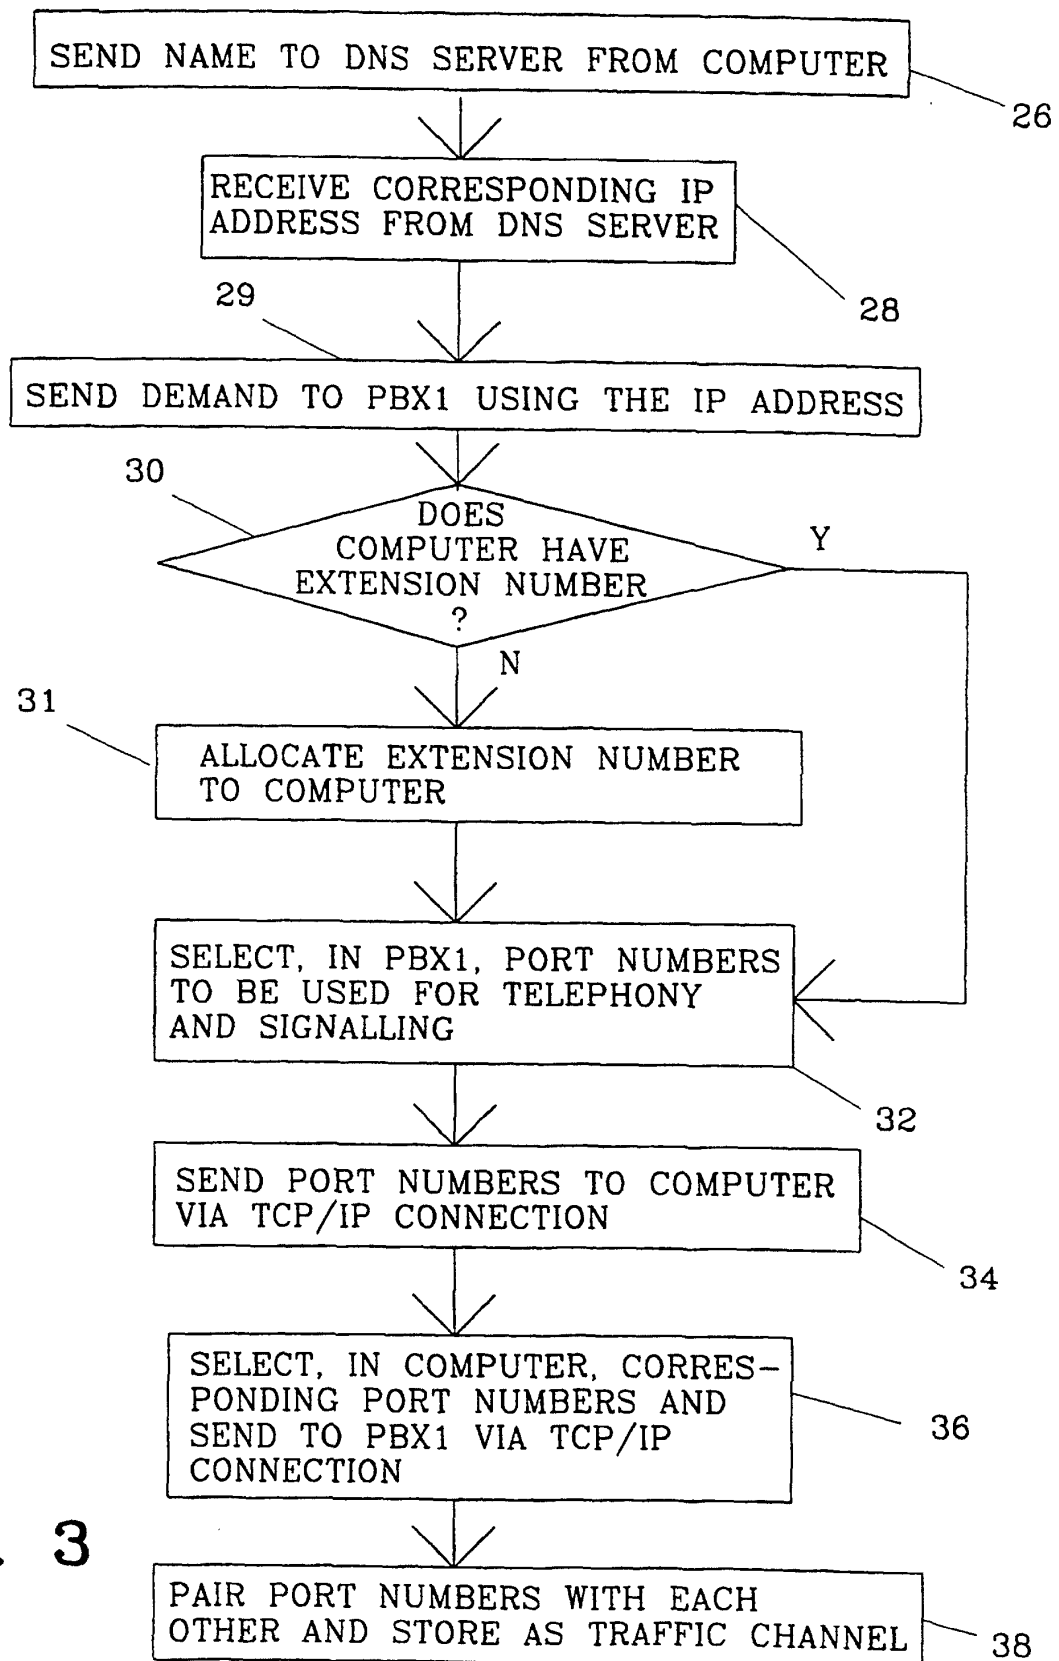 SEND NAME TO DNS SERVER FROM COMPUTER
26
RECEIVE CORRESPONDING IP
ADDRESS FROM DNS SERVER
28
29
SEND DEMAND TO PBX1 USING THE IP ADDRESS
30
DOES
COMPUTER HAVE
EXTENSION NUMBER
?
Y
N
31
ALLOCATE EXTENSION NUMBER
TO COMPUTER
SELECT, IN PBX1, PORT NUMBERS
TO BE USED FOR TELEPHONY
AND SIGNALLING
32
SEND PORT NUMBERS TO COMPUTER
VIA TCP/IP CONNECTION
34
SELECT, IN COMPUTER, CORRES-
PONDING PORT NUMBERS AND
SEND TO PBX1 VIA TCP/IP
CONNECTION
36
. 3
PAIR PORT NUMBERS WITH EACH
OTHER AND STORE AS TRAFFIC CHANNEL
38